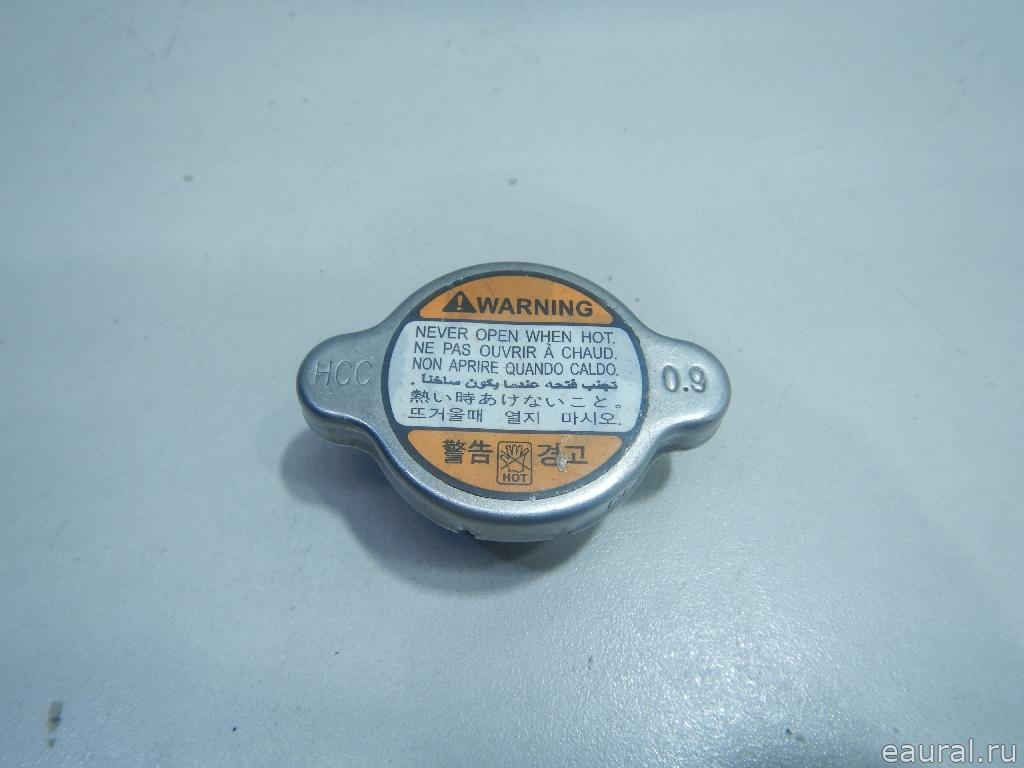 WARNING
NEVER OPEN WHEN HOT.
NE PAS OUVRIR À CHAUD.
NON APRIRE QUANDO CALDO.
تجنب فتحه عندما يكون ساخنا .
熱い時あけないこと。
뜨거울때 열지 마시오.
HCC
0.9
警告
HOT
경고
eaural.ru